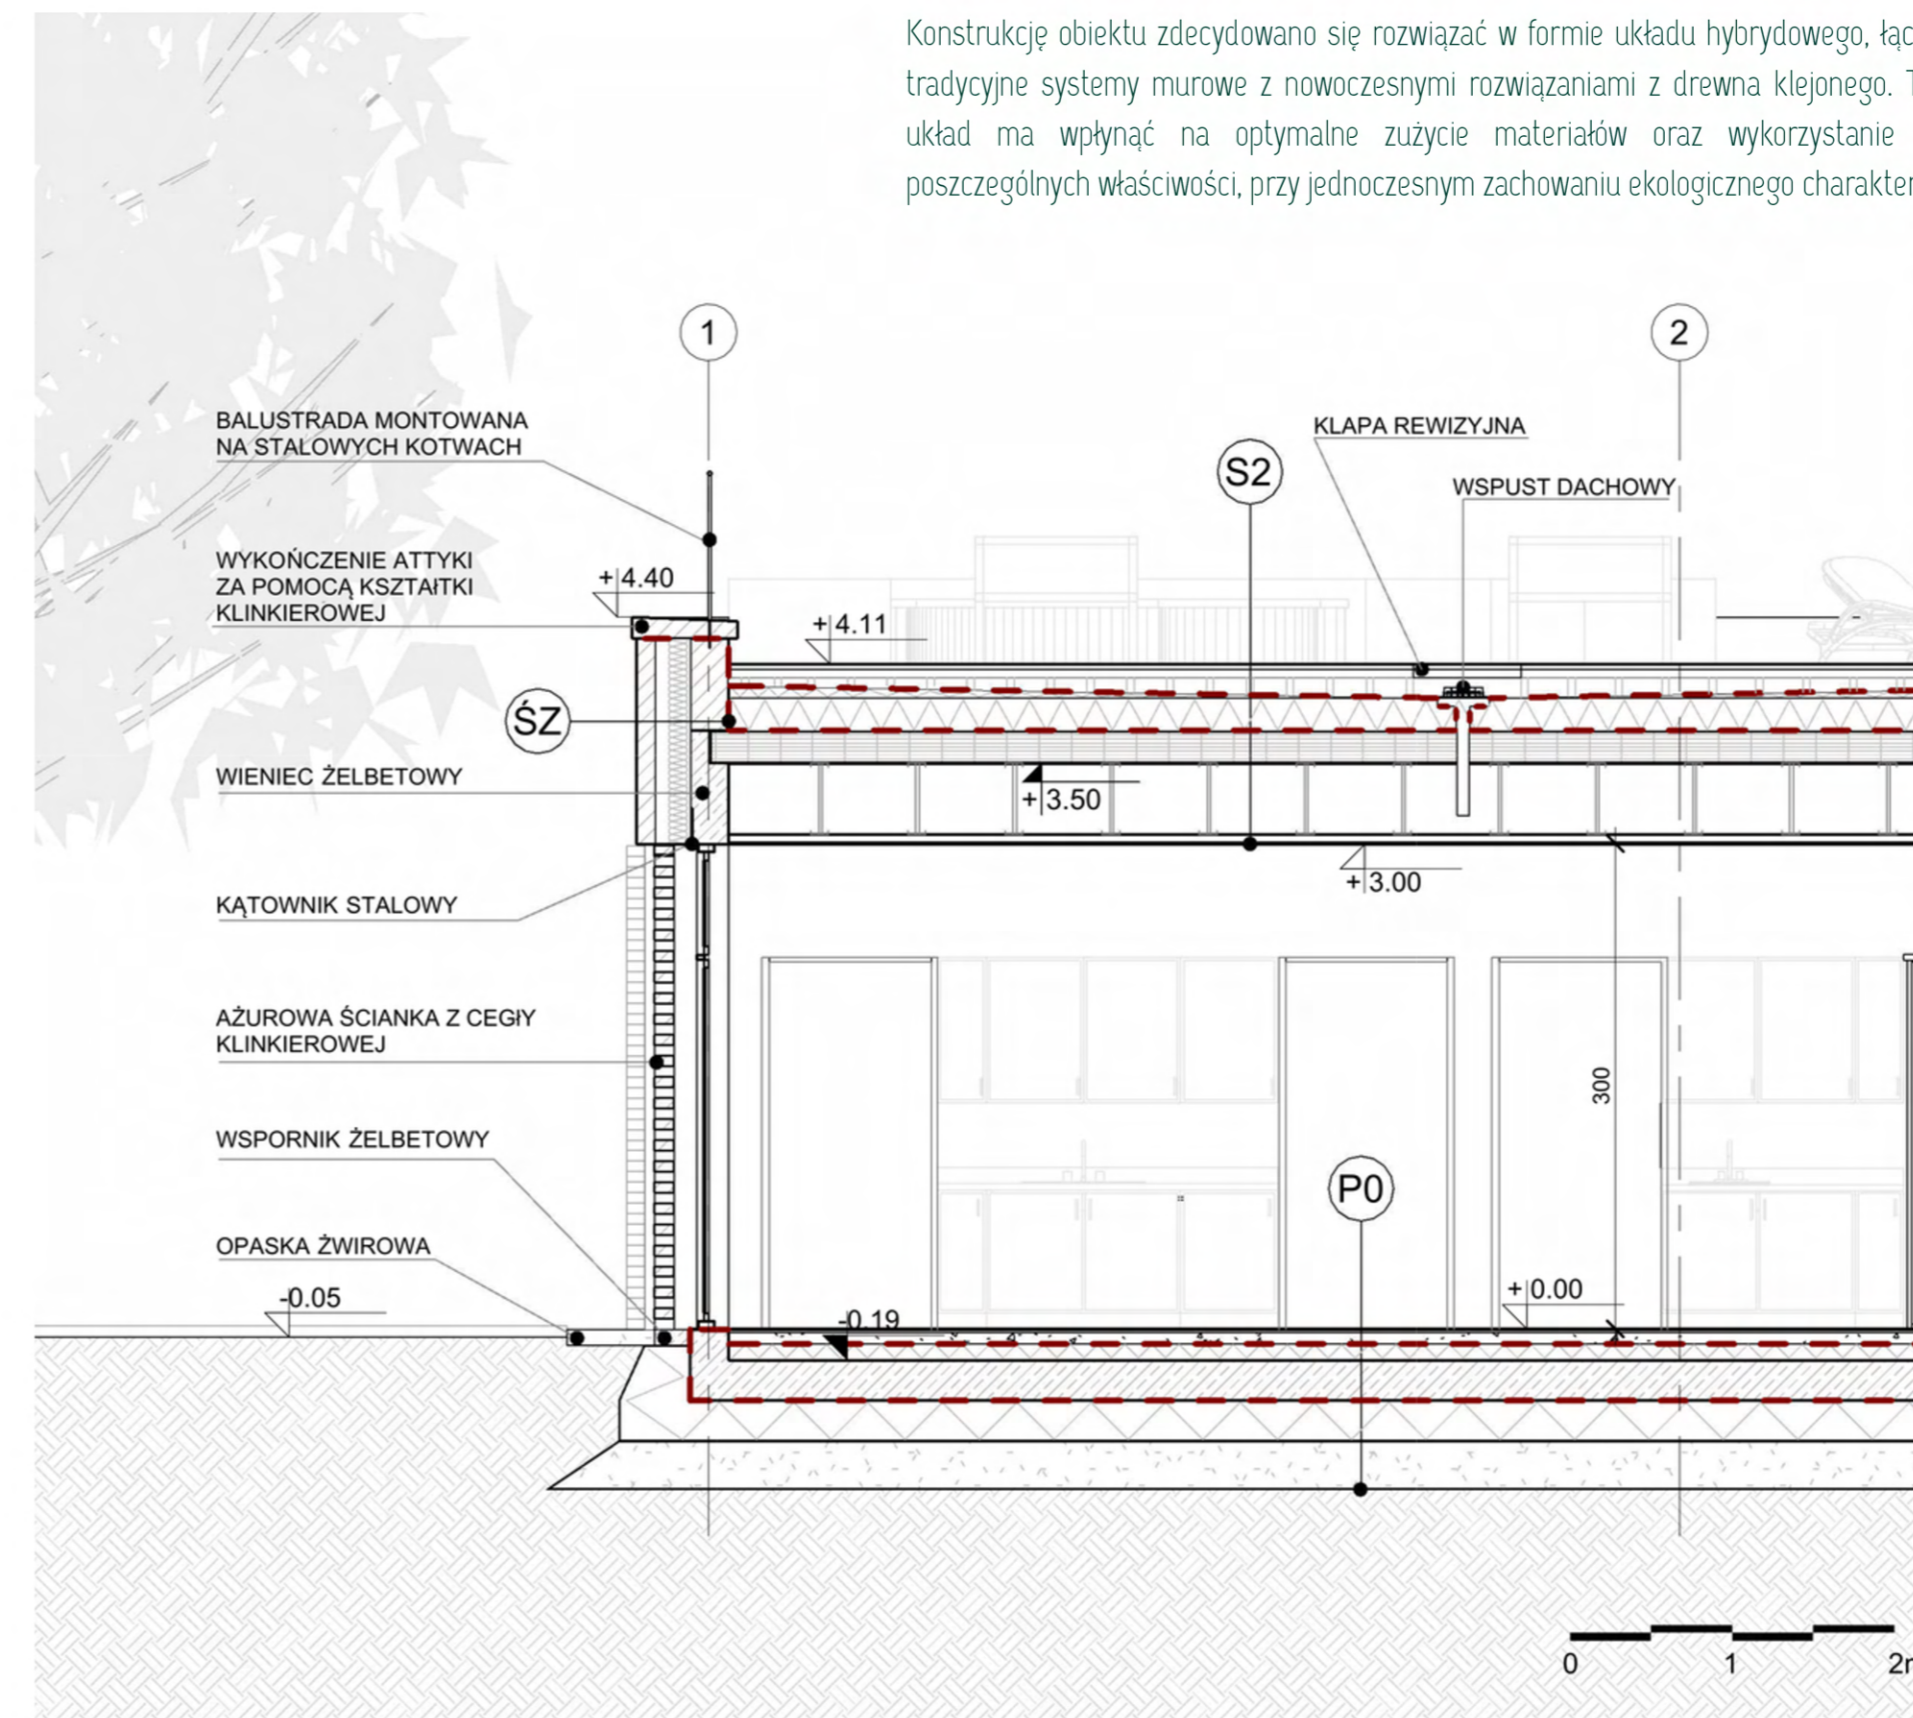 Konstrukcję obiektu zdecydowano się rozwiązać w formie układu hybrydowego, łąc
tradycyjne systemy murowe z nowoczesnymi rozwiązaniami z drewna klejonego. T
układ ma wpłynąć na optymalne zużycie materiałów oraz wykorzystanie
poszczególnych właściwości, przy jednoczesnym zachowaniu ekologicznego charakter
1
2
BALUSTRADA MONTOWANA
NA STALOWYCH KOTWACH
KLAPA REWIZYJNA
S2
WSPUST DACHOWY
WYKOŃCZENIE ATTYKI
ZA POMOCĄ KSZTAŁTKI
KLINKIEROWEJ
+4.40
+4.11
ŚZ
WIENIEC ŻELBETOWY
+3.50
+3.00
KĄTOWNIK STALOWY
AŻUROWA ŚCIANKA Z CEGŁY
KLINKIEROWEJ
300
WSPORNIK ŻELBETOWY
P0
OPASKA ŻWIROWA
-0.05
-0.19
+0.00
0 1 2m